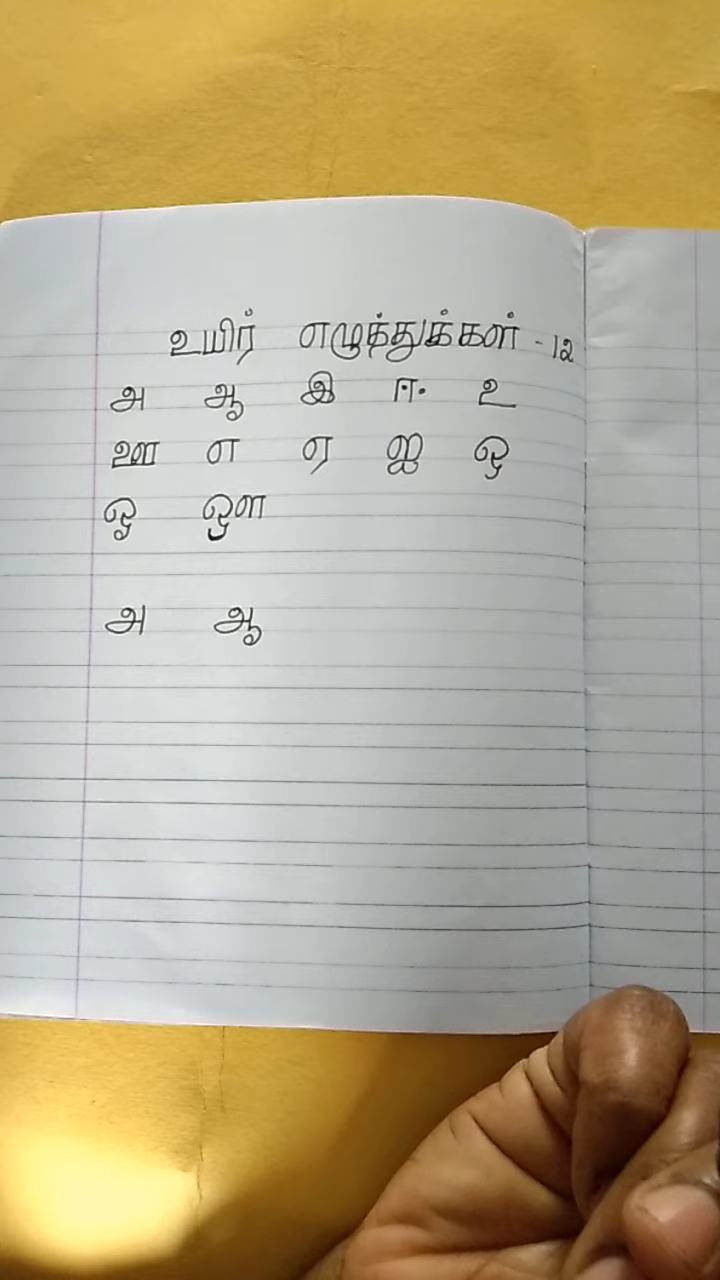 உயிர் எழுத்துக்கள் - 12
அ ஆ இ ஈ உ
ஊ எ ஏ ஐ ஒ
ஓ ஔ
அ ஆ